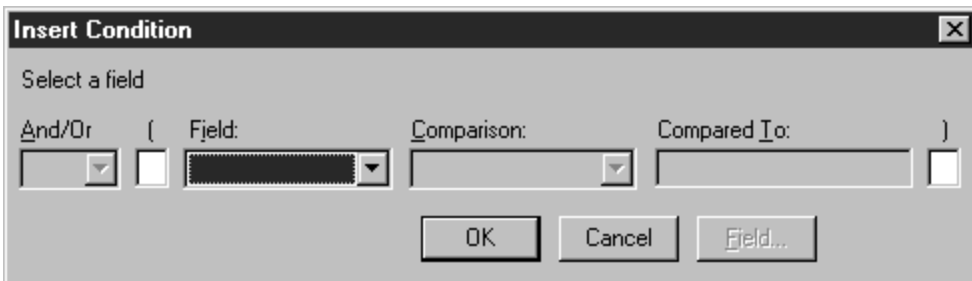 Insert Condition
Select a field
And/Or ( Field: Comparison: Compared To: )
OK Cancel Field...